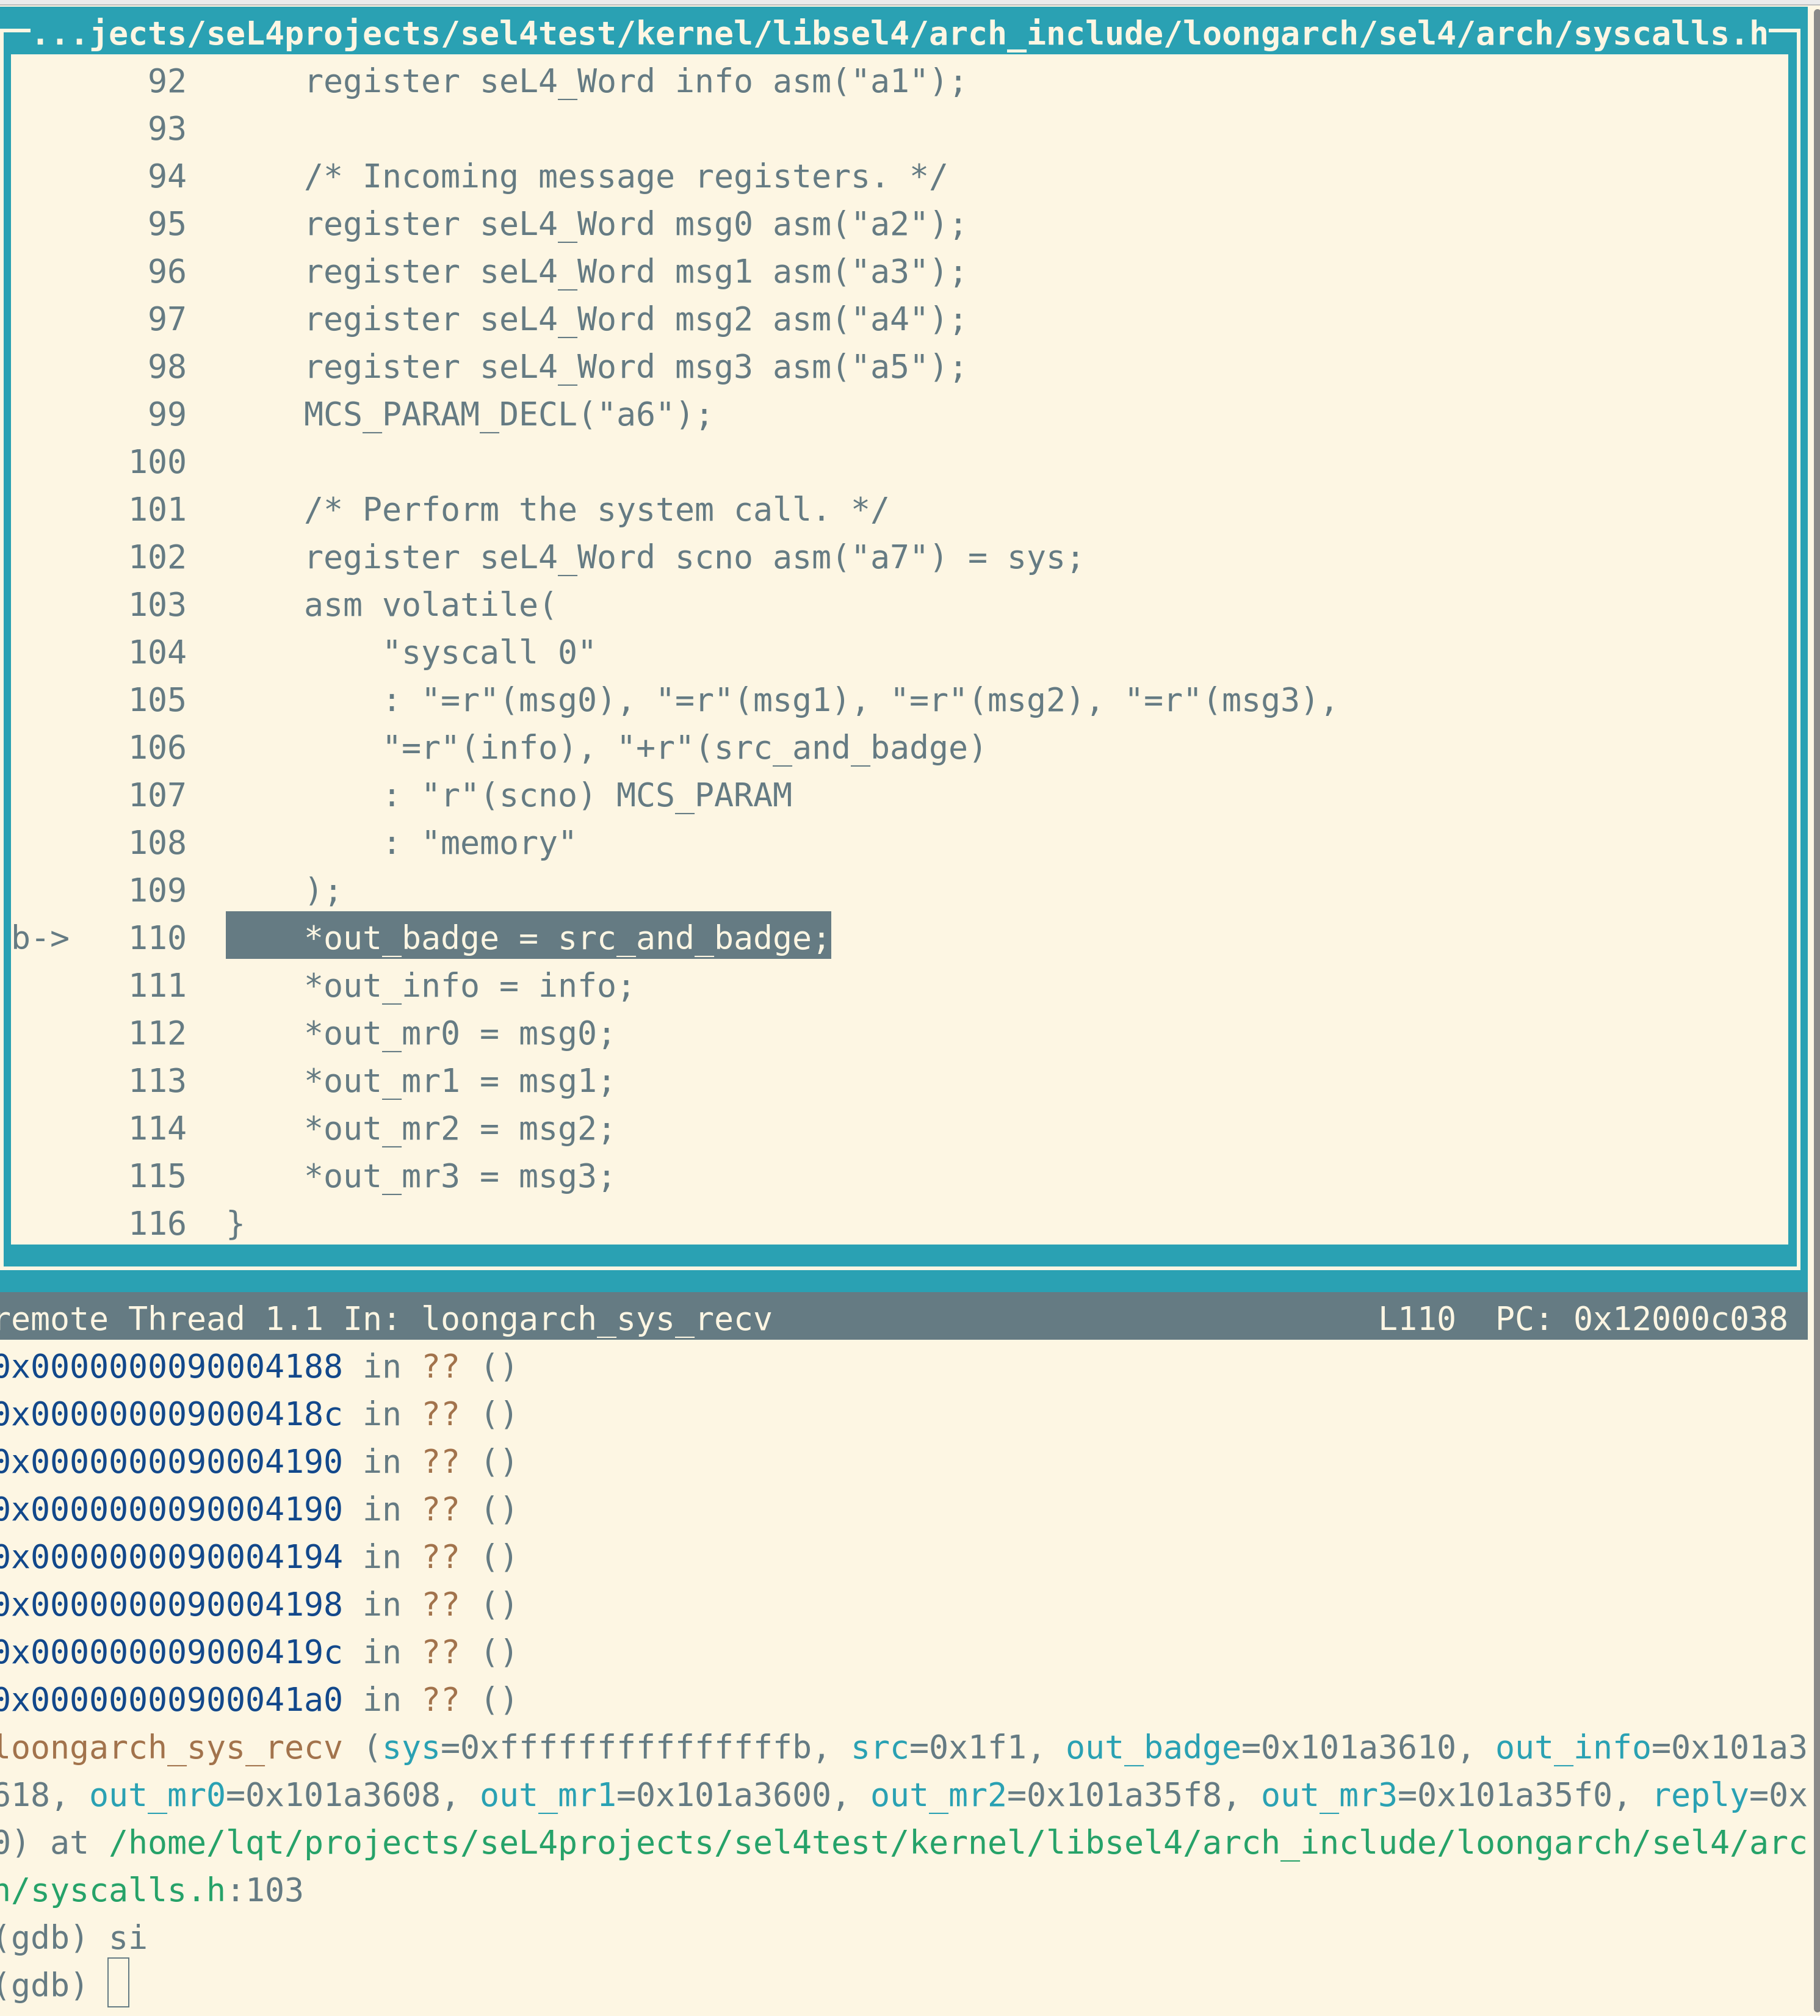 ...jects/seL4projects/sel4test/kernel/libsel4/arch_include/loongarch/sel4/arch/syscalls.h
92 register seL4_Word info asm("a1");
93
94 /* Incoming message registers. */
95 register seL4_Word msg0 asm("a2");
96 register seL4_Word msg1 asm("a3");
97 register seL4_Word msg2 asm("a4");
98 register seL4_Word msg3 asm("a5");
99 MCS_PARAM_DECL("a6");
100
101 /* Perform the system call. */
102 register seL4_Word scno asm("a7") = sys;
103 asm volatile(
104 "syscall 0"
105 : "=r"(msg0), "=r"(msg1), "=r"(msg2), "=r"(msg3),
106 "=r"(info), "+r"(src_and_badge)
107 : "r"(scno) MCS_PARAM
108 : "memory"
109 );
b-> 110 *out_badge = src_and_badge;
111 *out_info = info;
112 *out_mr0 = msg0;
113 *out_mr1 = msg1;
114 *out_mr2 = msg2;
115 *out_mr3 = msg3;
116 }
remote Thread 1.1 In: loongarch_sys_recv L110 PC: 0x12000c038
0x0000000090004188 in ?? ()
0x000000009000418c in ?? ()
0x0000000090004190 in ?? ()
0x0000000090004190 in ?? ()
0x0000000090004194 in ?? ()
0x0000000090004198 in ?? ()
0x000000009000419c in ?? ()
0x00000000900041a0 in ?? ()
loongarch_sys_recv (sys=0xfffffffffffffffb, src=0x1f1, out_badge=0x101a3610, out_info=0x101a3
618, out_mr0=0x101a3608, out_mr1=0x101a3600, out_mr2=0x101a35f8, out_mr3=0x101a35f0, reply=0x
0) at /home/lqt/projects/seL4projects/sel4test/kernel/libsel4/arch_include/loongarch/sel4/arc
h/syscalls.h:103
(gdb) si
(gdb)